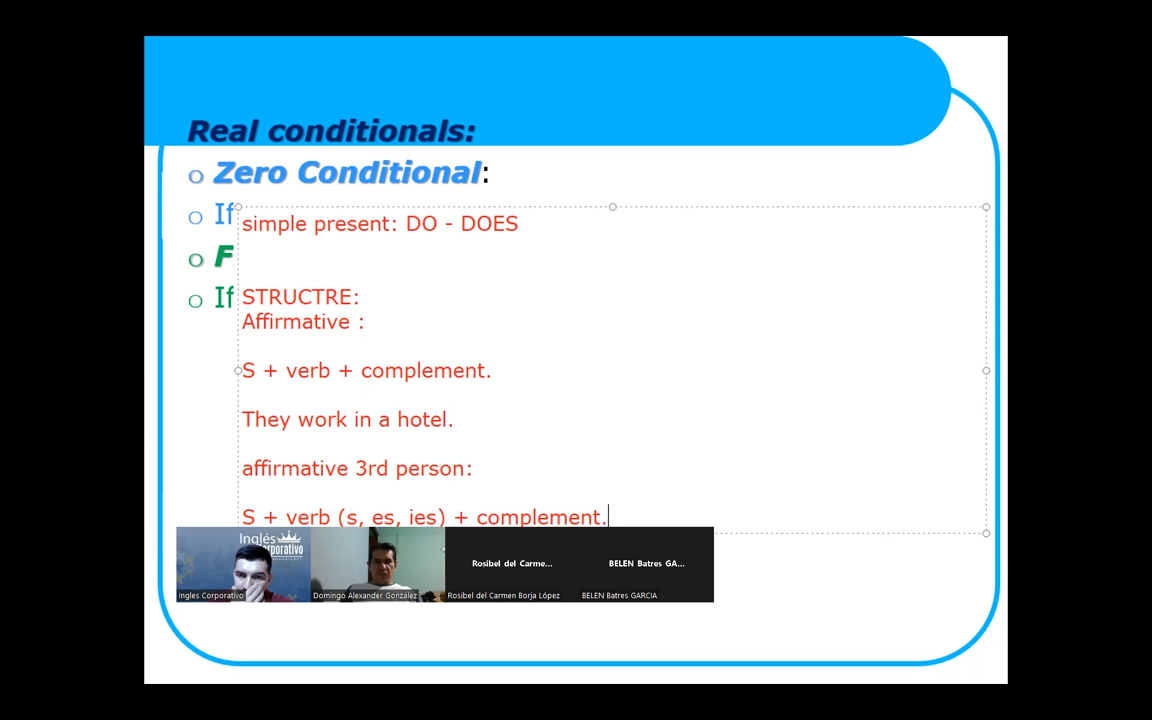 Real conditionals:
Zero Conditional:
If
simple present: DO - DOES
F
If
STRUCTRE:
Affirmative :
S + verb + complement.
They work in a hotel.
affirmative 3rd person:
S + verb (s, es, ies) + complement.
Inglés
Corporativo
Rosibel del Carme...
BELEN Batres GA...
Ingles Corporativo
Domingo Alexander González
Rosibel del Carmen Borja López
BELEN Batres GARCIA